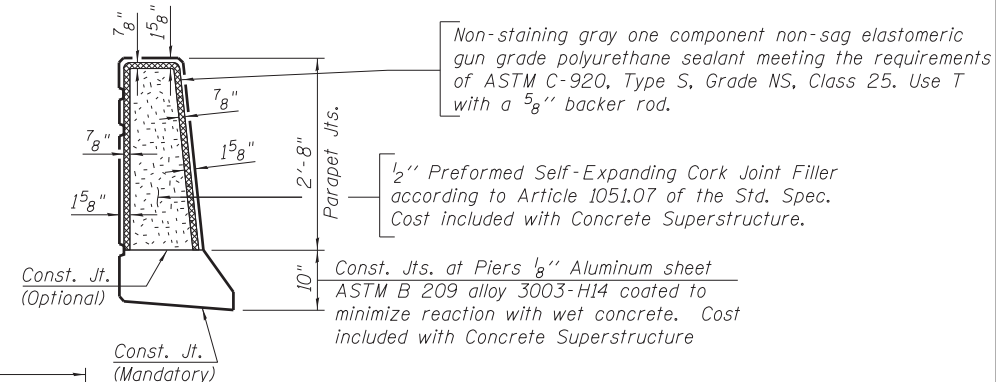 7/8"
1 5/8"
Non-staining gray one component non-sag elastomeric
gun grade polyurethane sealant meeting the requirements
of ASTM C-920, Type S, Grade NS, Class 25. Use T
with a 5/8" backer rod.
7/8"
7/8"
1 5/8"
1 5/8"
2'-8"
Parapet Jts.
1/2" Preformed Self-Expanding Cork Joint Filler
according to Article 1051.07 of the Std. Spec.
Cost included with Concrete Superstructure.
Const. Jt.
(Optional)
10"
Const. Jts. at Piers 1/8" Aluminum sheet
ASTM B 209 alloy 3003-H14 coated to
minimize reaction with wet concrete. Cost
included with Concrete Superstructure
Const. Jt.
(Mandatory)